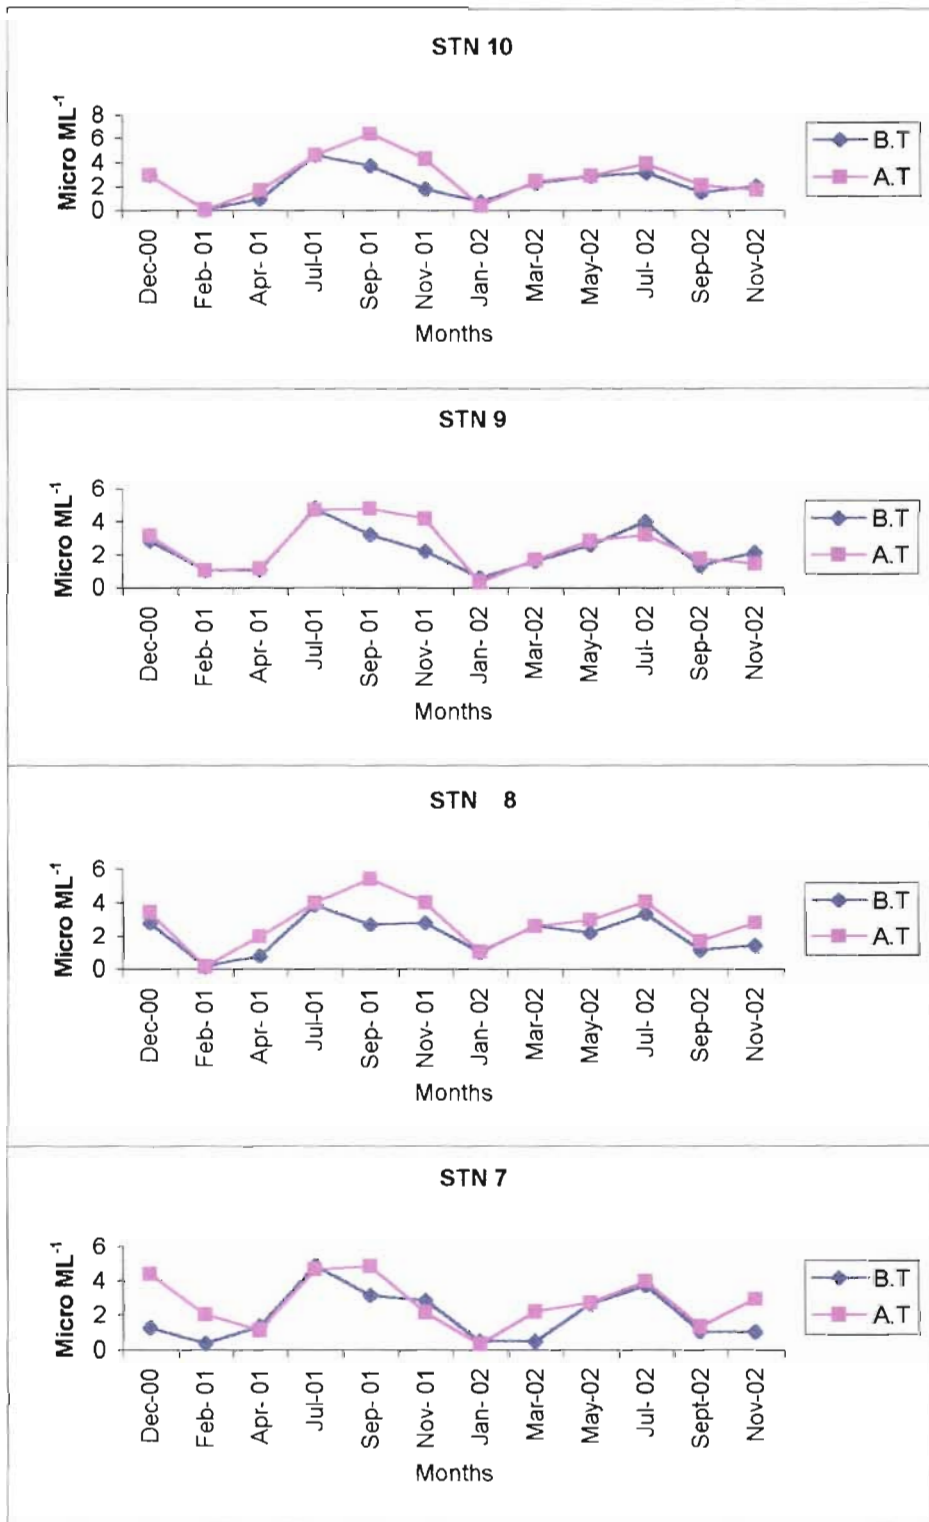 STN 10
Micro ML-1
8
6
4
2
0
Dec-00
Feb- 01
Apr- 01
Jul-01
Sep- 01
Nov- 01
Jan- 02
Mar-02
May-02
Jul- 02
Sep-02
Nov-02
Months
B.T
A.T
STN 9
Micro ML-1
6
4
2
0
Dec-00
Feb- 01
Apr- 01
Jul-01
Sep- 01
Nov- 01
Jan- 02
Mar-02
May-02
Jul- 02
Sep-02
Nov-02
Months
B.T
A.T
STN 8
Micro ML-1
6
4
2
0
Dec-00
Feb- 01
Apr- 01
Jul-01
Sep- 01
Nov- 01
Jan- 02
Mar-02
May-02
Jul- 02
Sep-02
Nov-02
Months
B.T
A.T
STN 7
Micro ML-1
6
4
2
0
Dec-00
Feb- 01
Apr- 01
Jul-01
Sep- 01
Nov- 01
Jan- 02
Mar-02
May-02
Jul- 02
Sept-02
Nov-02
Months
B.T
A.T